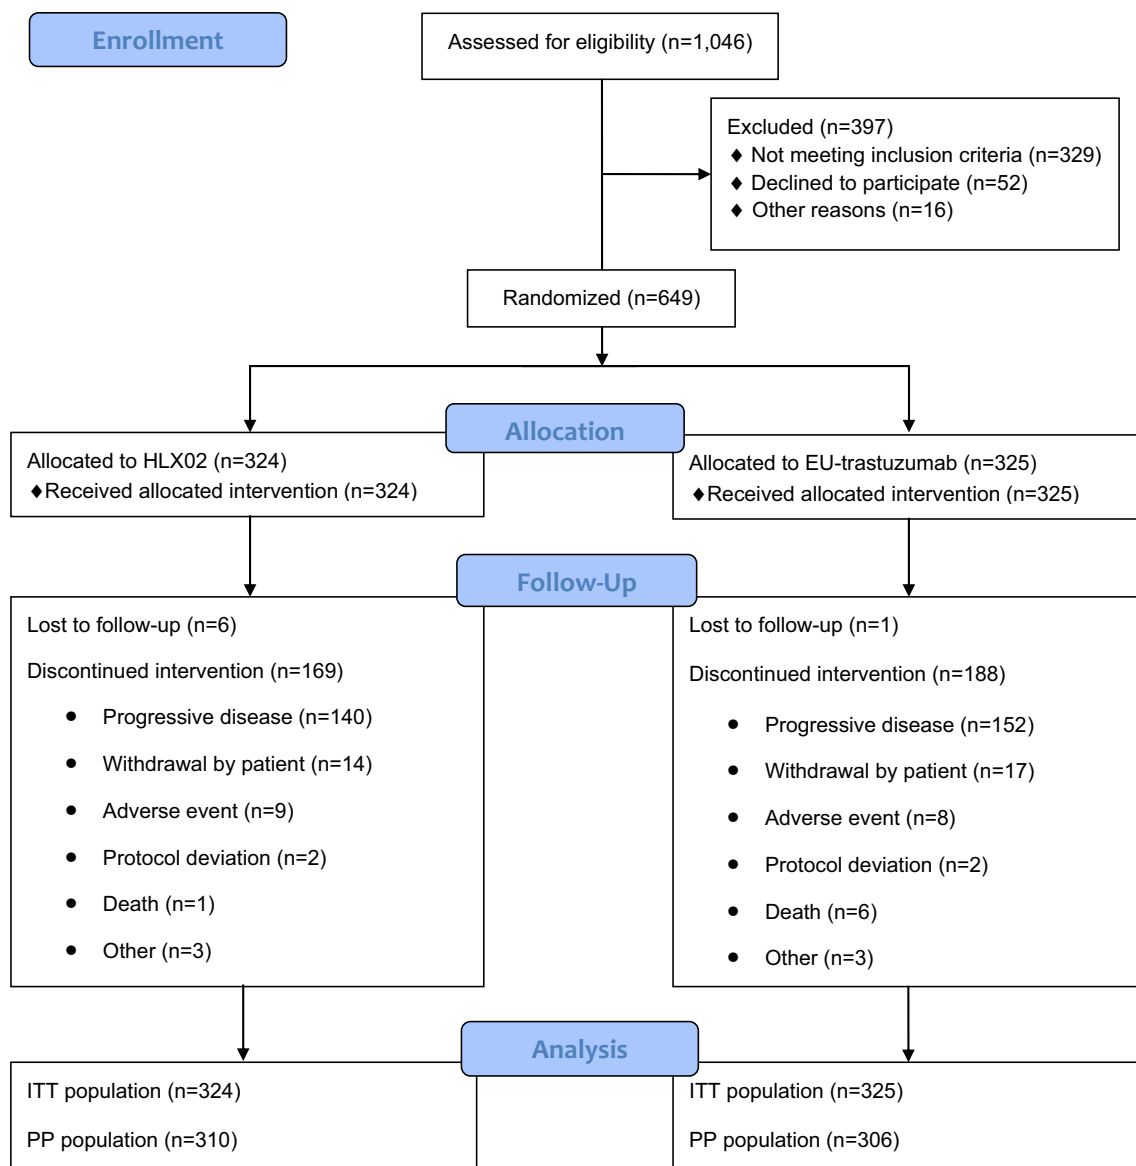 Enrollment
Assessed for eligibility (n=1,046)
Excluded (n=397)
♦ Not meeting inclusion criteria (n=329)
♦ Declined to participate (n=52)
♦ Other reasons (n=16)
Randomized (n=649)
Allocation
Allocated to HLX02 (n=324)
♦Received allocated intervention (n=324)
Allocated to EU-trastuzumab (n=325)
♦Received allocated intervention (n=325)
Follow-Up
Lost to follow-up (n=6)
Discontinued intervention (n=169)
• Progressive disease (n=140)
• Withdrawal by patient (n=14)
• Adverse event (n=9)
• Protocol deviation (n=2)
• Death (n=1)
• Other (n=3)
Lost to follow-up (n=1)
Discontinued intervention (n=188)
• Progressive disease (n=152)
• Withdrawal by patient (n=17)
• Adverse event (n=8)
• Protocol deviation (n=2)
• Death (n=6)
• Other (n=3)
Analysis
ITT population (n=324)
PP population (n=310)
ITT population (n=325)
PP population (n=306)